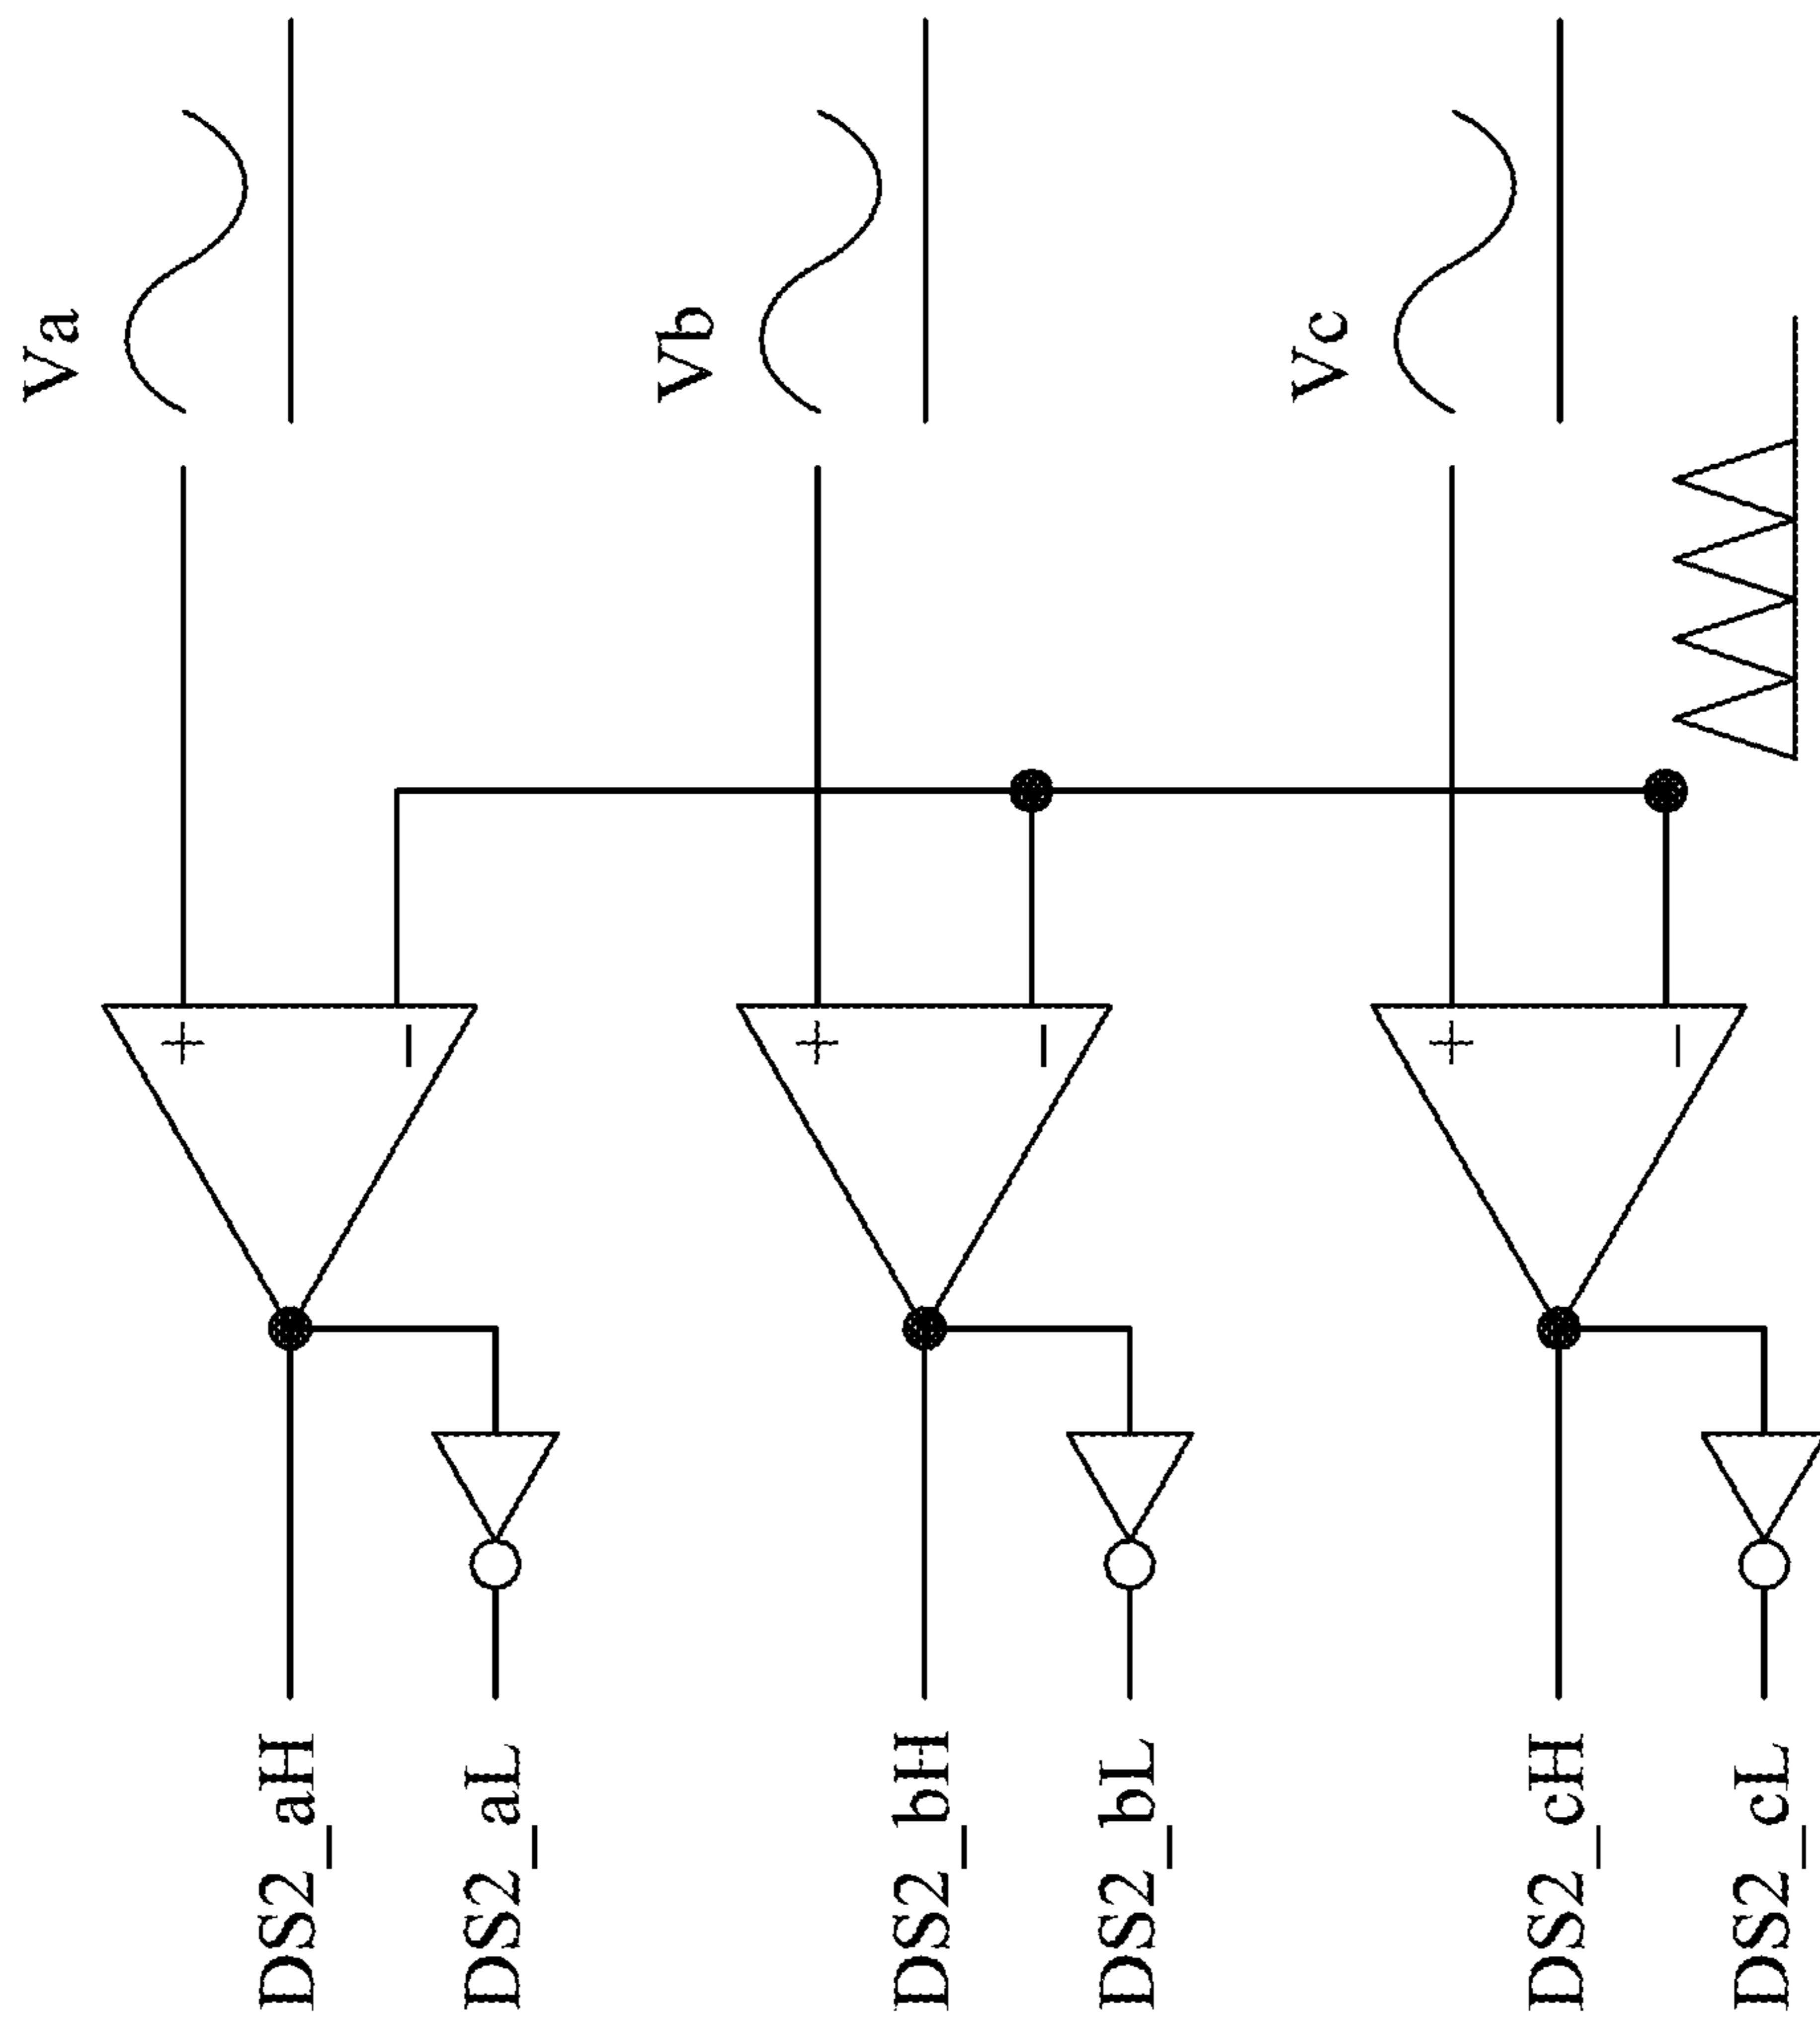 Va
Vb
Vc
+
−
+
−
+
−
DS2_aH
DS2_aL
DS2_bH
DS2_bL
DS2_cH
DS2_cL